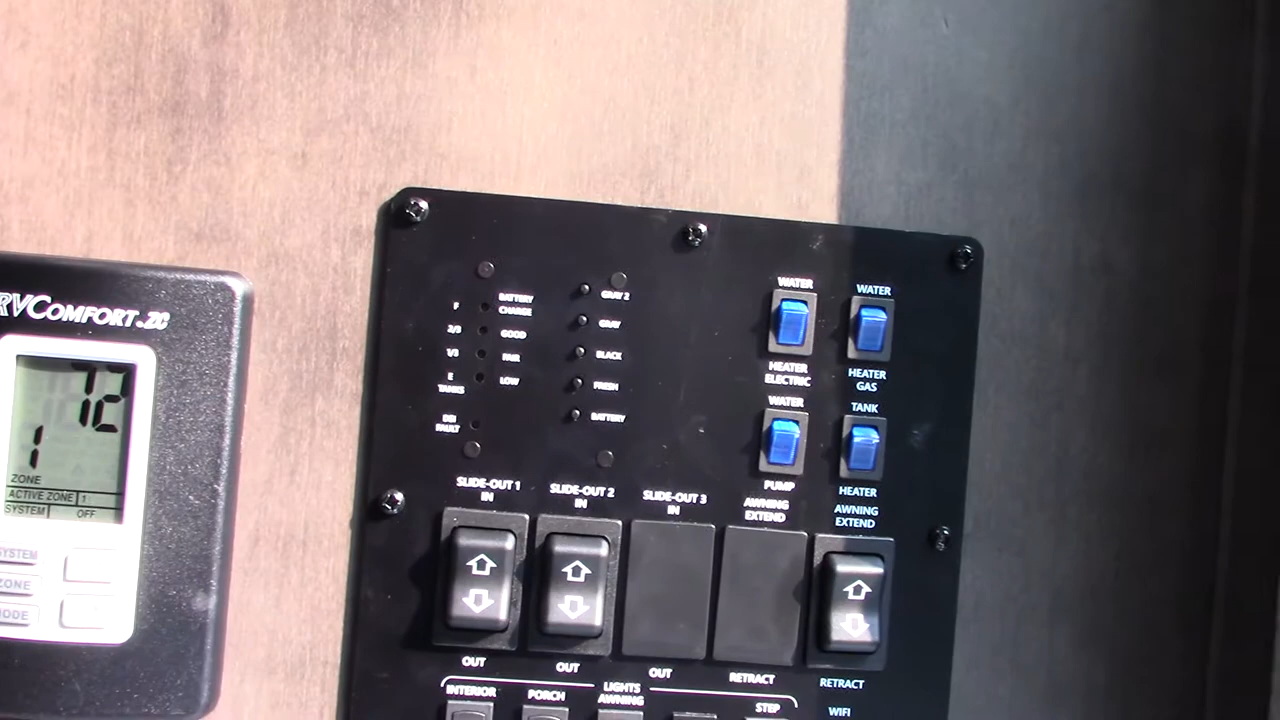 RVCOMFORT.ZC
72
1
ZONE
ACTIVE ZONE 1
SYSTEM OFF
SYSTEM
ZONE
MODE
BATTERY
CHARGE
F
2/3
GOOD
1/3
FAIR
E
LOW
TANKS
DSI
FAULT
GRAY 2
GRAY
BLACK
FRESH
BATTERY
WATER
HEATER
ELECTRIC
WATER
HEATER
GAS
WATER
PUMP
TANK
HEATER
SLIDE-OUT 1
IN
OUT
SLIDE-OUT 2
IN
OUT
SLIDE-OUT 3
IN
OUT
AWNING
EXTEND
RETRACT
AWNING
EXTEND
RETRACT
LIGHTS
INTERIOR
PORCH
AWNING
STEP
WIFI